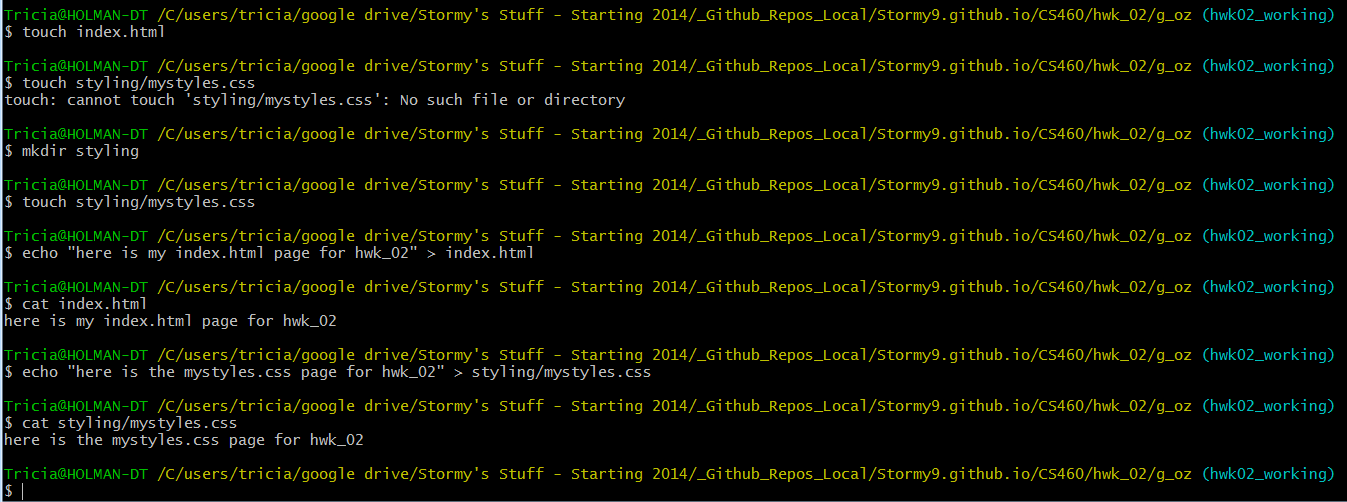 Tricia@HOLMAN-DT /C/users/tricia/google drive/Stormy's Stuff - Starting 2014/_Github_Repos_Local/Stormy9.github.io/CS460/hwk_02/g_oz (hwk02_working)
$ touch index.html
Tricia@HOLMAN-DT /C/users/tricia/google drive/Stormy's Stuff - Starting 2014/_Github_Repos_Local/Stormy9.github.io/CS460/hwk_02/g_oz (hwk02_working)
$ touch styling/mystyles.css
touch: cannot touch 'styling/mystyles.css': No such file or directory
Tricia@HOLMAN-DT /C/users/tricia/google drive/Stormy's Stuff - Starting 2014/_Github_Repos_Local/Stormy9.github.io/CS460/hwk_02/g_oz (hwk02_working)
$ mkdir styling
Tricia@HOLMAN-DT /C/users/tricia/google drive/Stormy's Stuff - Starting 2014/_Github_Repos_Local/Stormy9.github.io/CS460/hwk_02/g_oz (hwk02_working)
$ touch styling/mystyles.css
Tricia@HOLMAN-DT /C/users/tricia/google drive/Stormy's Stuff - Starting 2014/_Github_Repos_Local/Stormy9.github.io/CS460/hwk_02/g_oz (hwk02_working)
$ echo "here is my index.html page for hwk_02" > index.html
Tricia@HOLMAN-DT /C/users/tricia/google drive/Stormy's Stuff - Starting 2014/_Github_Repos_Local/Stormy9.github.io/CS460/hwk_02/g_oz (hwk02_working)
$ cat index.html
here is my index.html page for hwk_02
Tricia@HOLMAN-DT /C/users/tricia/google drive/Stormy's Stuff - Starting 2014/_Github_Repos_Local/Stormy9.github.io/CS460/hwk_02/g_oz (hwk02_working)
$ echo "here is the mystyles.css page for hwk_02" > styling/mystyles.css
Tricia@HOLMAN-DT /C/users/tricia/google drive/Stormy's Stuff - Starting 2014/_Github_Repos_Local/Stormy9.github.io/CS460/hwk_02/g_oz (hwk02_working)
$ cat styling/mystyles.css
here is the mystyles.css page for hwk_02
Tricia@HOLMAN-DT /C/users/tricia/google drive/Stormy's Stuff - Starting 2014/_Github_Repos_Local/Stormy9.github.io/CS460/hwk_02/g_oz (hwk02_working)
$